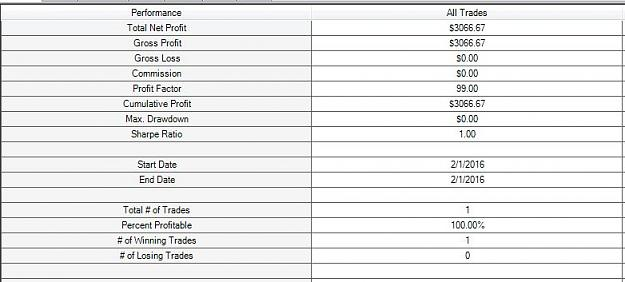 Performance All Trades
Total Net Profit $3066.67
Gross Profit $3066.67
Gross Loss $0.00
Commission $0.00
Profit Factor 99.00
Cumulative Profit $3066.67
Max. Drawdown $0.00
Sharpe Ratio 1.00
Start Date 2/1/2016
End Date 2/1/2016
Total # of Trades 1
Percent Profitable 100.00%
# of Winning Trades 1
# of Losing Trades 0